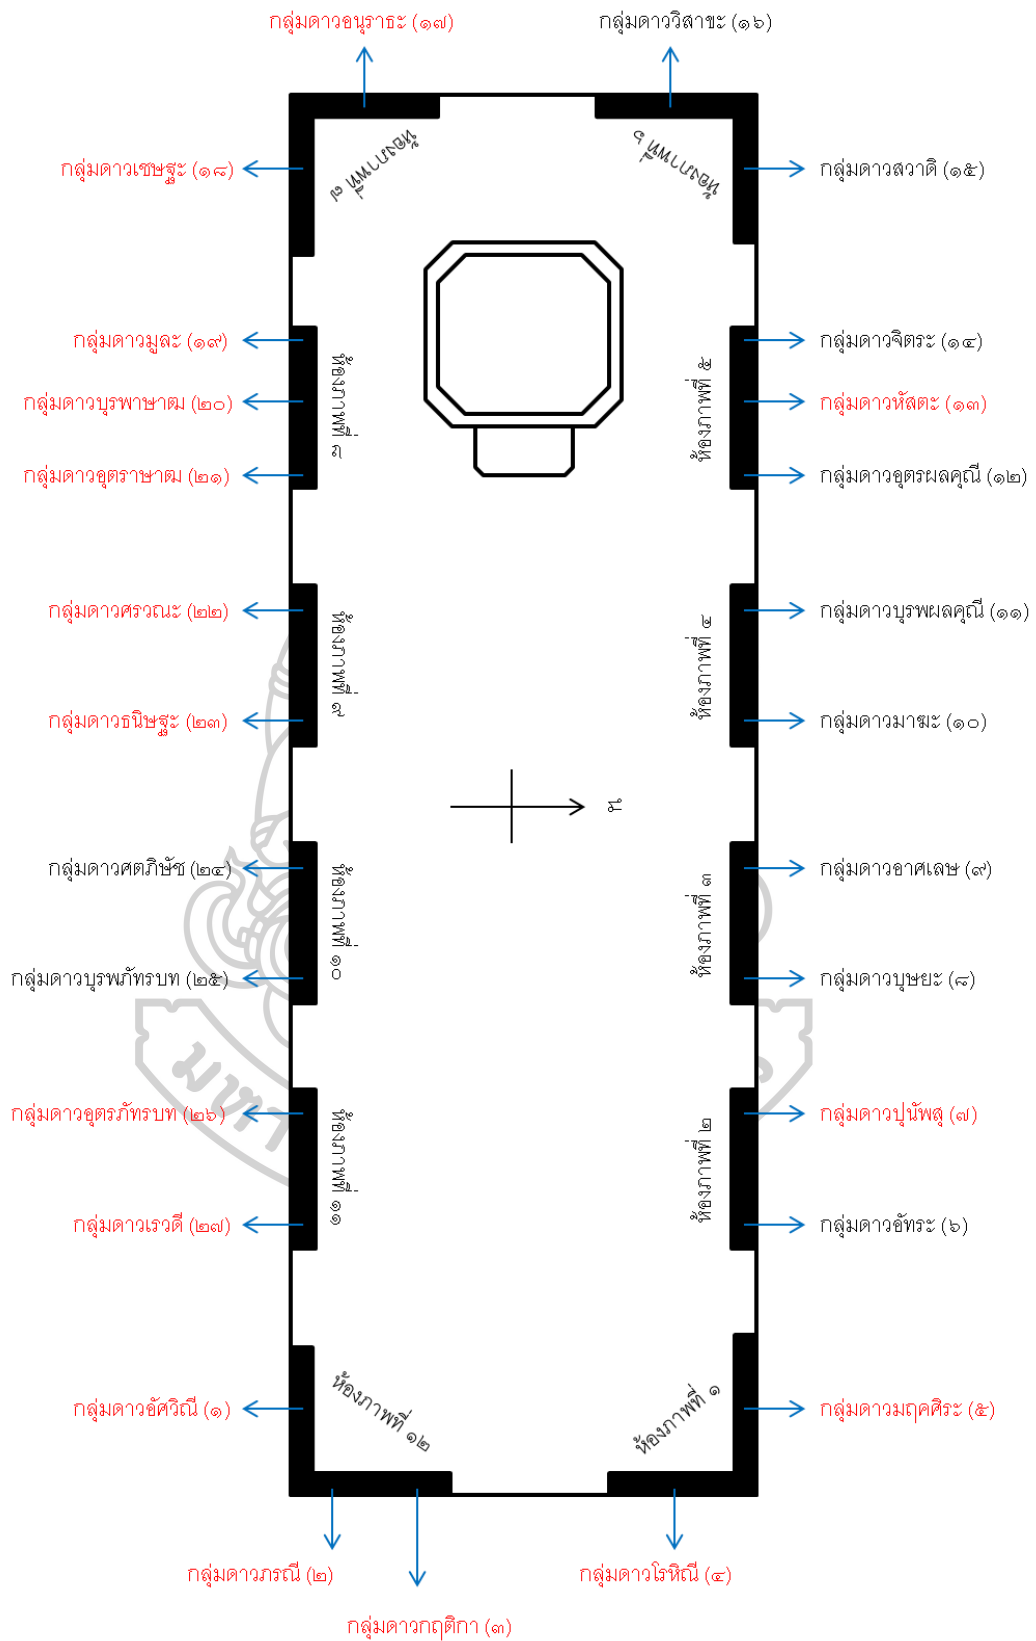 กลุ่มดาวอนุราธะ (๑๗)
กลุ่มดาววิสาขะ (๑๖)
ห้องภาพที่ ๗
ห้องภาพที่ ๖
กลุ่มดาวเชษฐะ (๑๘)
กลุ่มดาวสวาดิ (๑๕)
กลุ่มดาวมูละ (๑๙)
กลุ่มดาวจิตระ (๑๔)
กลุ่มดาวบุรพาษาฒ (๒๐)
ห้องภาพที่ ๘
ห้องภาพที่ ๕
กลุ่มดาวหัสตะ (๑๓)
กลุ่มดาวอุตราษาฒ (๒๑)
กลุ่มดาวอุตรผลคุณี (๑๒)
กลุ่มดาวศรวณะ (๒๒)
กลุ่มดาวบุรพผลคุณี (๑๑)
ห้องภาพที่ ๙
ห้องภาพที่ ๔
กลุ่มดาวธนิษฐะ (๒๓)
กลุ่มดาวมาฆะ (๑๐)
น
กลุ่มดาวศตภิษัช (๒๔)
กลุ่มดาวอาศเลษ (๙)
ห้องภาพที่ ๑๐
ห้องภาพที่ ๓
กลุ่มดาวบุรพภัทรบท (๒๕)
กลุ่มดาวบุษยะ (๘)
กลุ่มดาวอุตรภัทรบท (๒๖)
กลุ่มดาวปุนัพสุ (๗)
ห้องภาพที่ ๑๑
ห้องภาพที่ ๒
กลุ่มดาวเรวดี (๒๗)
กลุ่มดาวอัทระ (๖)
ห้องภาพที่ ๑๒
ห้องภาพที่ ๑
กลุ่มดาวอัศวิณี (๑)
กลุ่มดาวมฤคศิระ (๕)
กลุ่มดาวภรณี (๒)
กลุ่มดาวโรหิณี (๔)
กลุ่มดาวกฤติกา (๓)